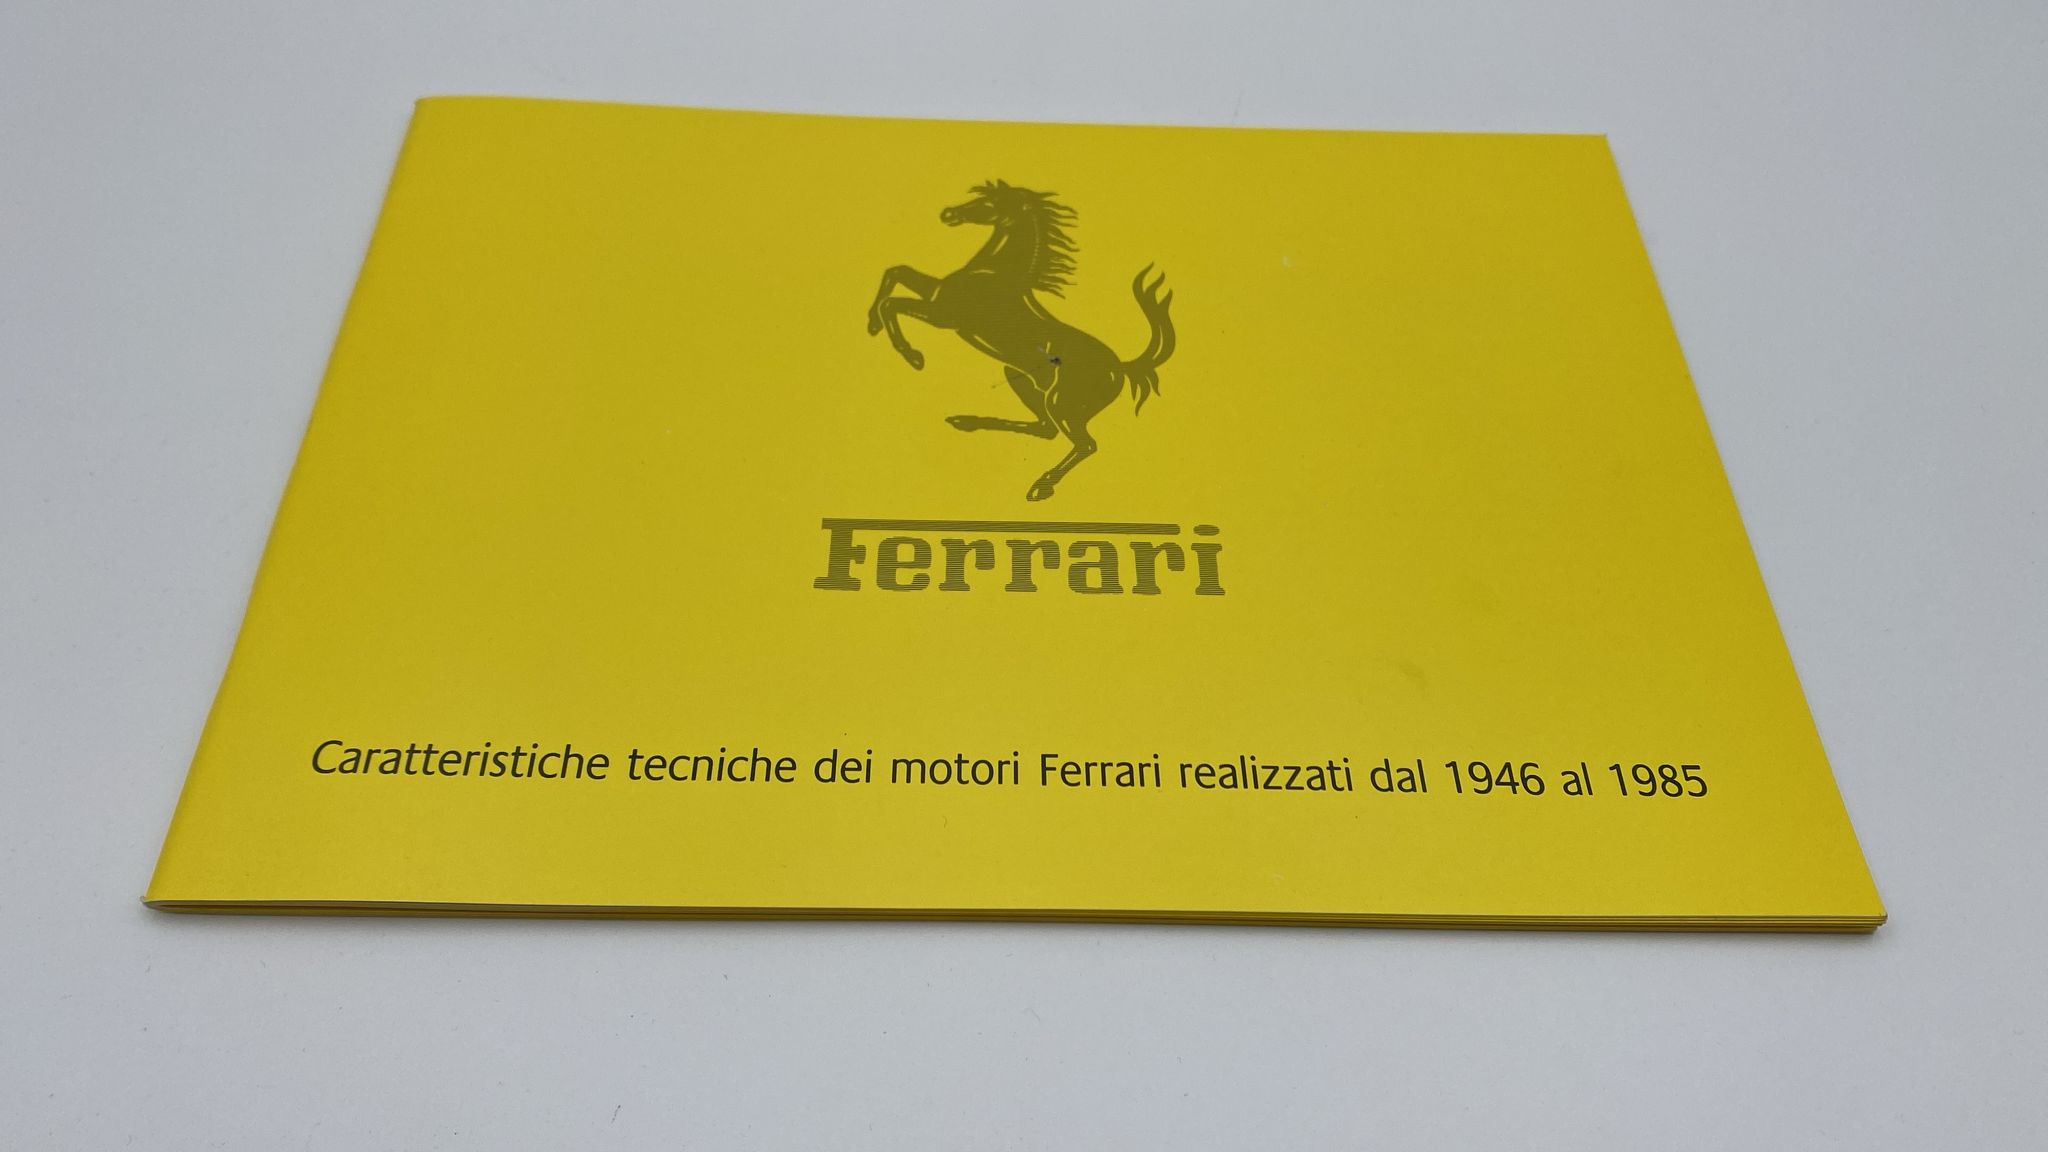 Ferrari
Caratteristiche tecniche dei motori Ferrari realizzati dal 1946 al 1985